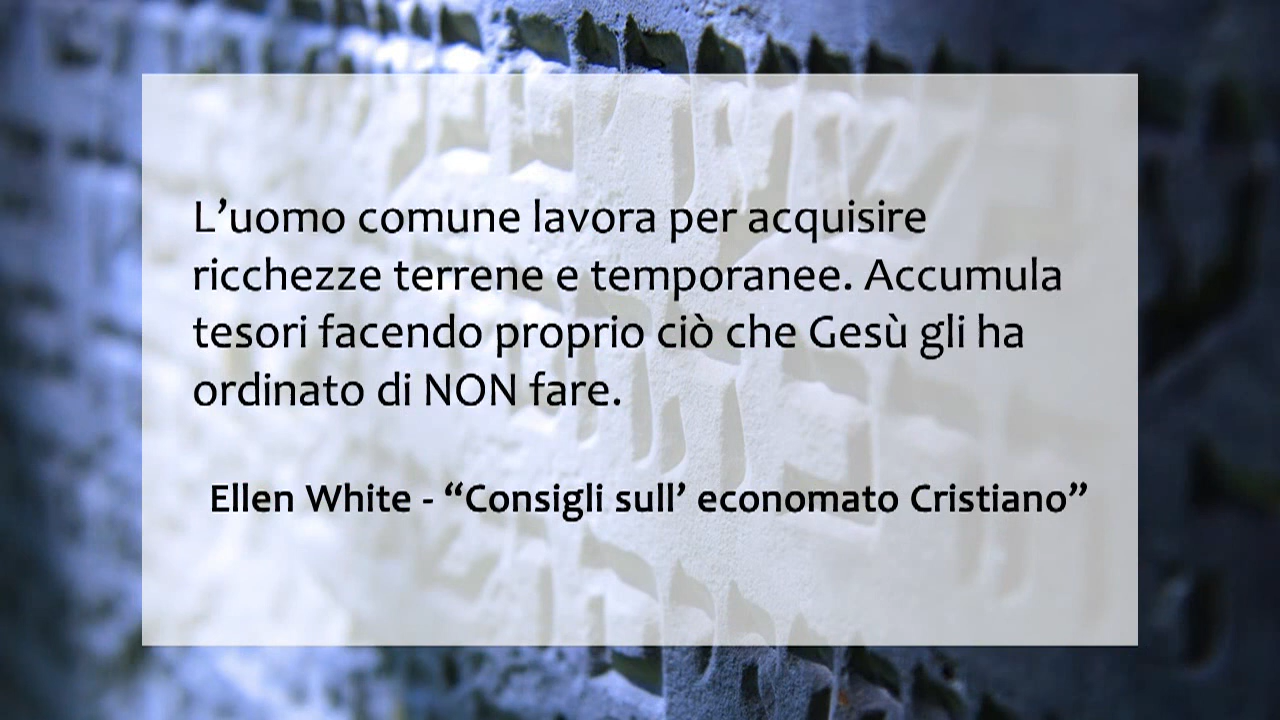 L’uomo comune lavora per acquisire
ricchezze terrene e temporanee. Accumula
tesori facendo proprio ciò che Gesù gli ha
ordinato di NON fare.
Ellen White - “Consigli sull’ economato Cristiano”